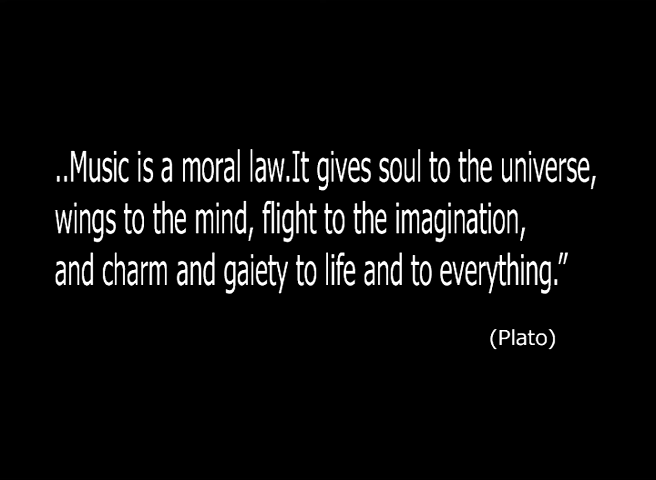 ..Music is a moral law.It gives soul to the universe,
wings to the mind, flight to the imagination,
and charm and gaiety to life and to everything.”
(Plato)